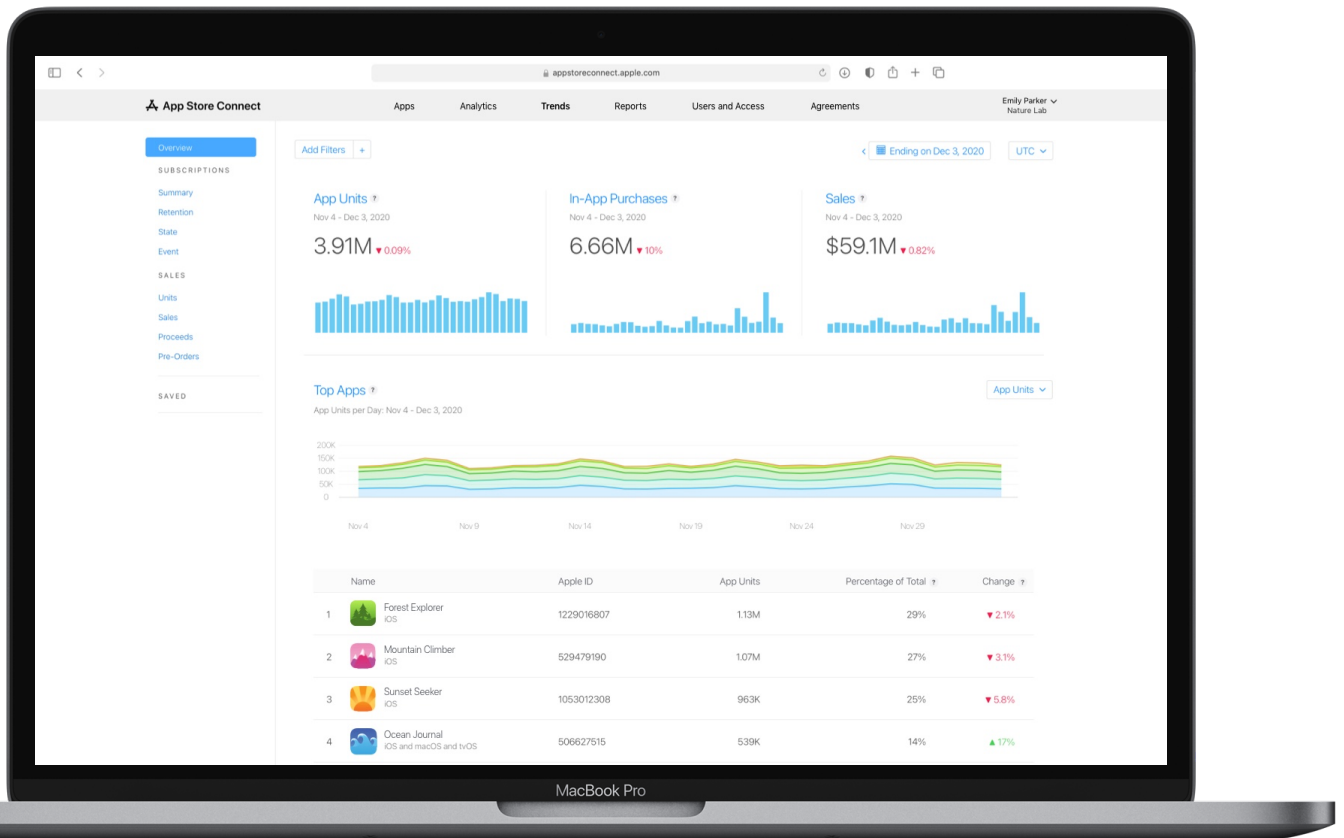 appstoreconnect.apple.com
App Store Connect
Apps
Analytics
Trends
Reports
Users and Access
Agreements
Emily Parker
Nature Lab
Overview
SUBSCRIPTIONS
Summary
Retention
State
Event
SALES
Units
Sales
Proceeds
Pre-Orders
SAVED
Add Filters +
Ending on Dec 3, 2020
UTC
App Units ?
Nov 4 - Dec 3, 2020
3.91M ▼ 0.09%
In-App Purchases ?
Nov 4 - Dec 3, 2020
6.66M ▼ 10%
Sales ?
Nov 4 - Dec 3, 2020
$59.1M ▼ 0.82%
Top Apps ?
App Units
App Units per Day: Nov 4 - Dec 3, 2020
200K
150K
100K
50K
0
Nov 4 Nov 9 Nov 14 Nov 19 Nov 24 Nov 29
Name Apple ID App Units Percentage of Total ? Change ?
1 Forest Explorer 1229016807 1.13M 29% ▼ 2.1%
iOS
2 Mountain Climber 529479190 1.07M 27% ▼ 3.1%
iOS
3 Sunset Seeker 1053012308 963K 25% ▼ 5.8%
iOS
4 Ocean Journal 506627515 539K 14% ▲ 17%
iOS and macOS and tvOS
MacBook Pro